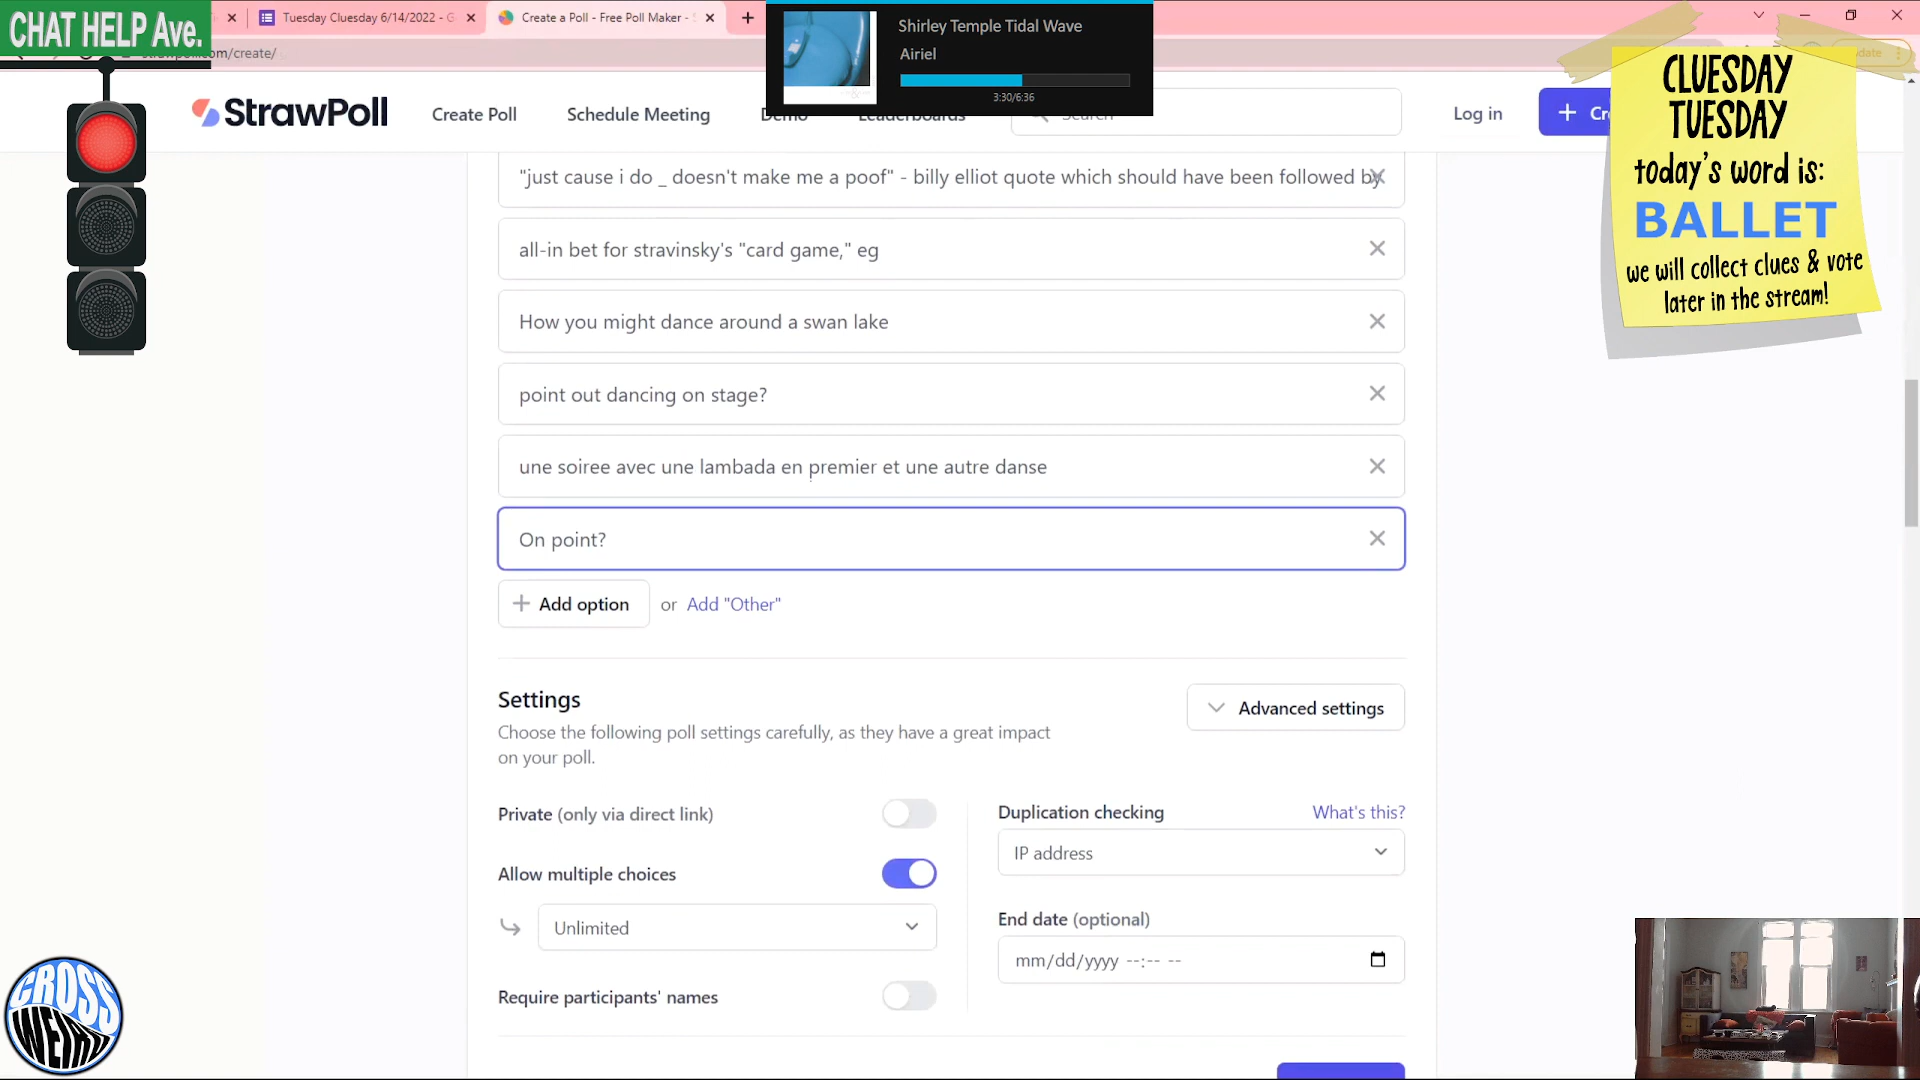 CHAT HELP Ave.
Tuesday Cluesday 6/14/2022 - G
Create a Poll - Free Poll Maker -
strawpoll.com/create/
Shirley Temple Tidal Wave
Airiel
3:30/6:36
StrawPoll
Create Poll
Schedule Meeting
Demo
Leaderboards
Search
Log in
CLUESDAY
TUESDAY
today's word is:
BALLET
we will collect clues & vote
later in the stream!
"just cause i do _ doesn't make me a poof" - billy elliot quote which should have been followed by
all-in bet for stravinsky's "card game," eg
How you might dance around a swan lake
point out dancing on stage?
une soiree avec une lambada en premier et une autre danse
On point?
Add option
or Add "Other"
Settings
Advanced settings
Choose the following poll settings carefully, as they have a great impact
on your poll.
Private (only via direct link)
Duplication checking
What's this?
IP address
Allow multiple choices
Unlimited
End date (optional)
mm/dd/yyyy --:-- --
Require participants' names
CROSS
WEIRD